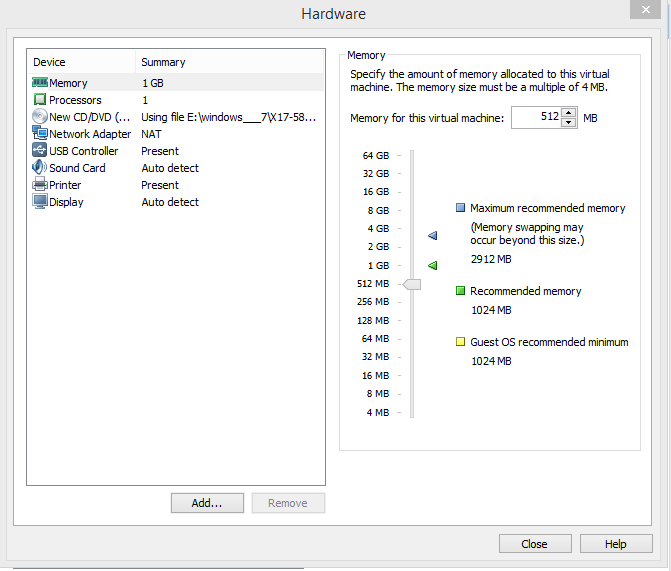 Hardware
Device Summary
Memory 1 GB
Processors 1
New CD/DVD (... Using file E:\windows___7\X17-58...
Network Adapter NAT
USB Controller Present
Sound Card Auto detect
Printer Present
Display Auto detect
Add... Remove
Memory
Specify the amount of memory allocated to this virtual
machine. The memory size must be a multiple of 4 MB.
Memory for this virtual machine: 512 MB
64 GB
32 GB
16 GB
8 GB
4 GB
2 GB
1 GB
512 MB
256 MB
128 MB
64 MB
32 MB
16 MB
8 MB
4 MB
Maximum recommended memory
(Memory swapping may
occur beyond this size.)
2912 MB
Recommended memory
1024 MB
Guest OS recommended minimum
1024 MB
Close Help